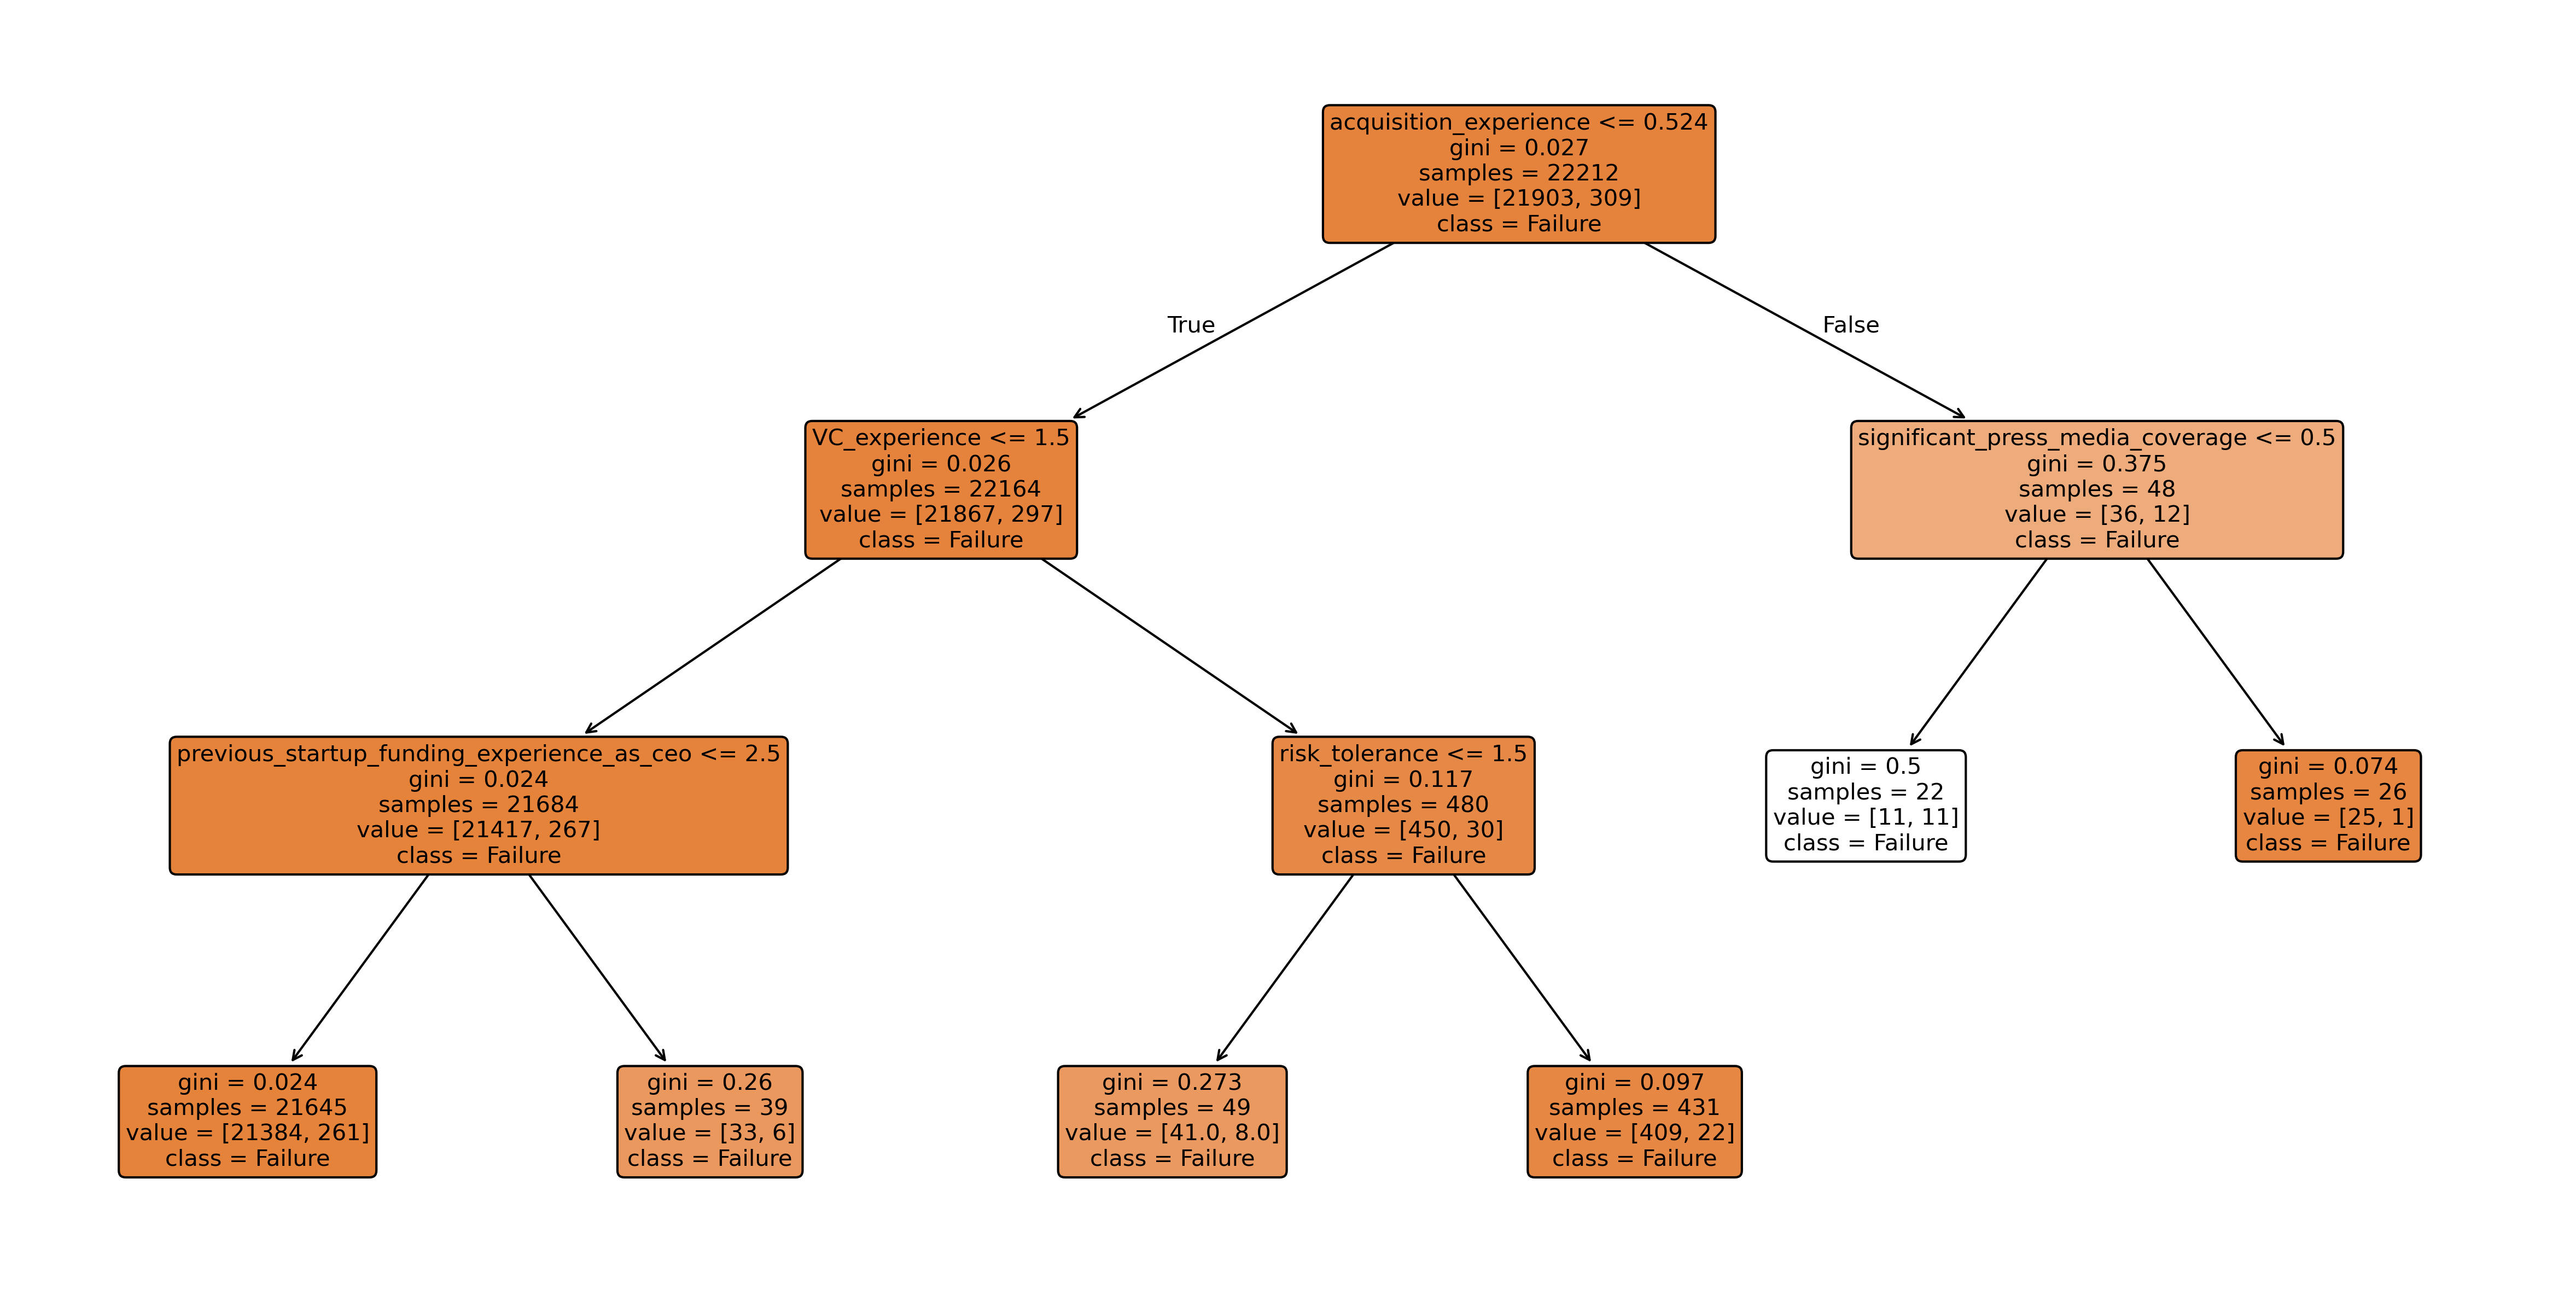 acquisition_experience <= 0.524
gini = 0.027
samples = 22212
value = [21903, 309]
class = Failure
True
False
VC_experience <= 1.5
gini = 0.026
samples = 22164
value = [21867, 297]
class = Failure
significant_press_media_coverage <= 0.5
gini = 0.375
samples = 48
value = [36, 12]
class = Failure
previous_startup_funding_experience_as_ceo <= 2.5
gini = 0.024
samples = 21684
value = [21417, 267]
class = Failure
risk_tolerance <= 1.5
gini = 0.117
samples = 480
value = [450, 30]
class = Failure
gini = 0.5
samples = 22
value = [11, 11]
class = Failure
gini = 0.074
samples = 26
value = [25, 1]
class = Failure
gini = 0.024
samples = 21645
value = [21384, 261]
class = Failure
gini = 0.26
samples = 39
value = [33, 6]
class = Failure
gini = 0.273
samples = 49
value = [41.0, 8.0]
class = Failure
gini = 0.097
samples = 431
value = [409, 22]
class = Failure